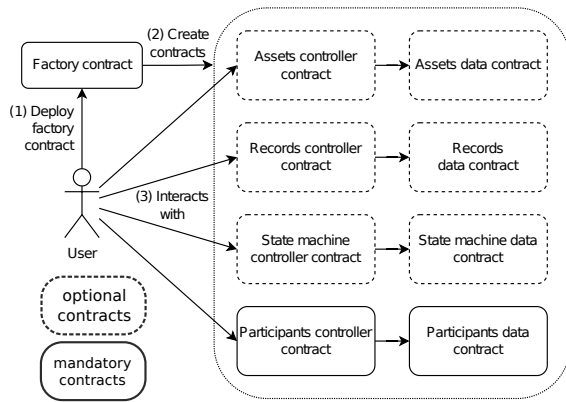 (2) Create
contracts
Factory contract
(1) Deploy
factory
contract
Assets controller
contract
Assets data contract
Records controller
contract
Records
data contract
(3) Interacts
with
State machine
controller contract
State machine data
contract
User
optional
contracts
Participants controller
contract
Participants data
contract
mandatory
contracts